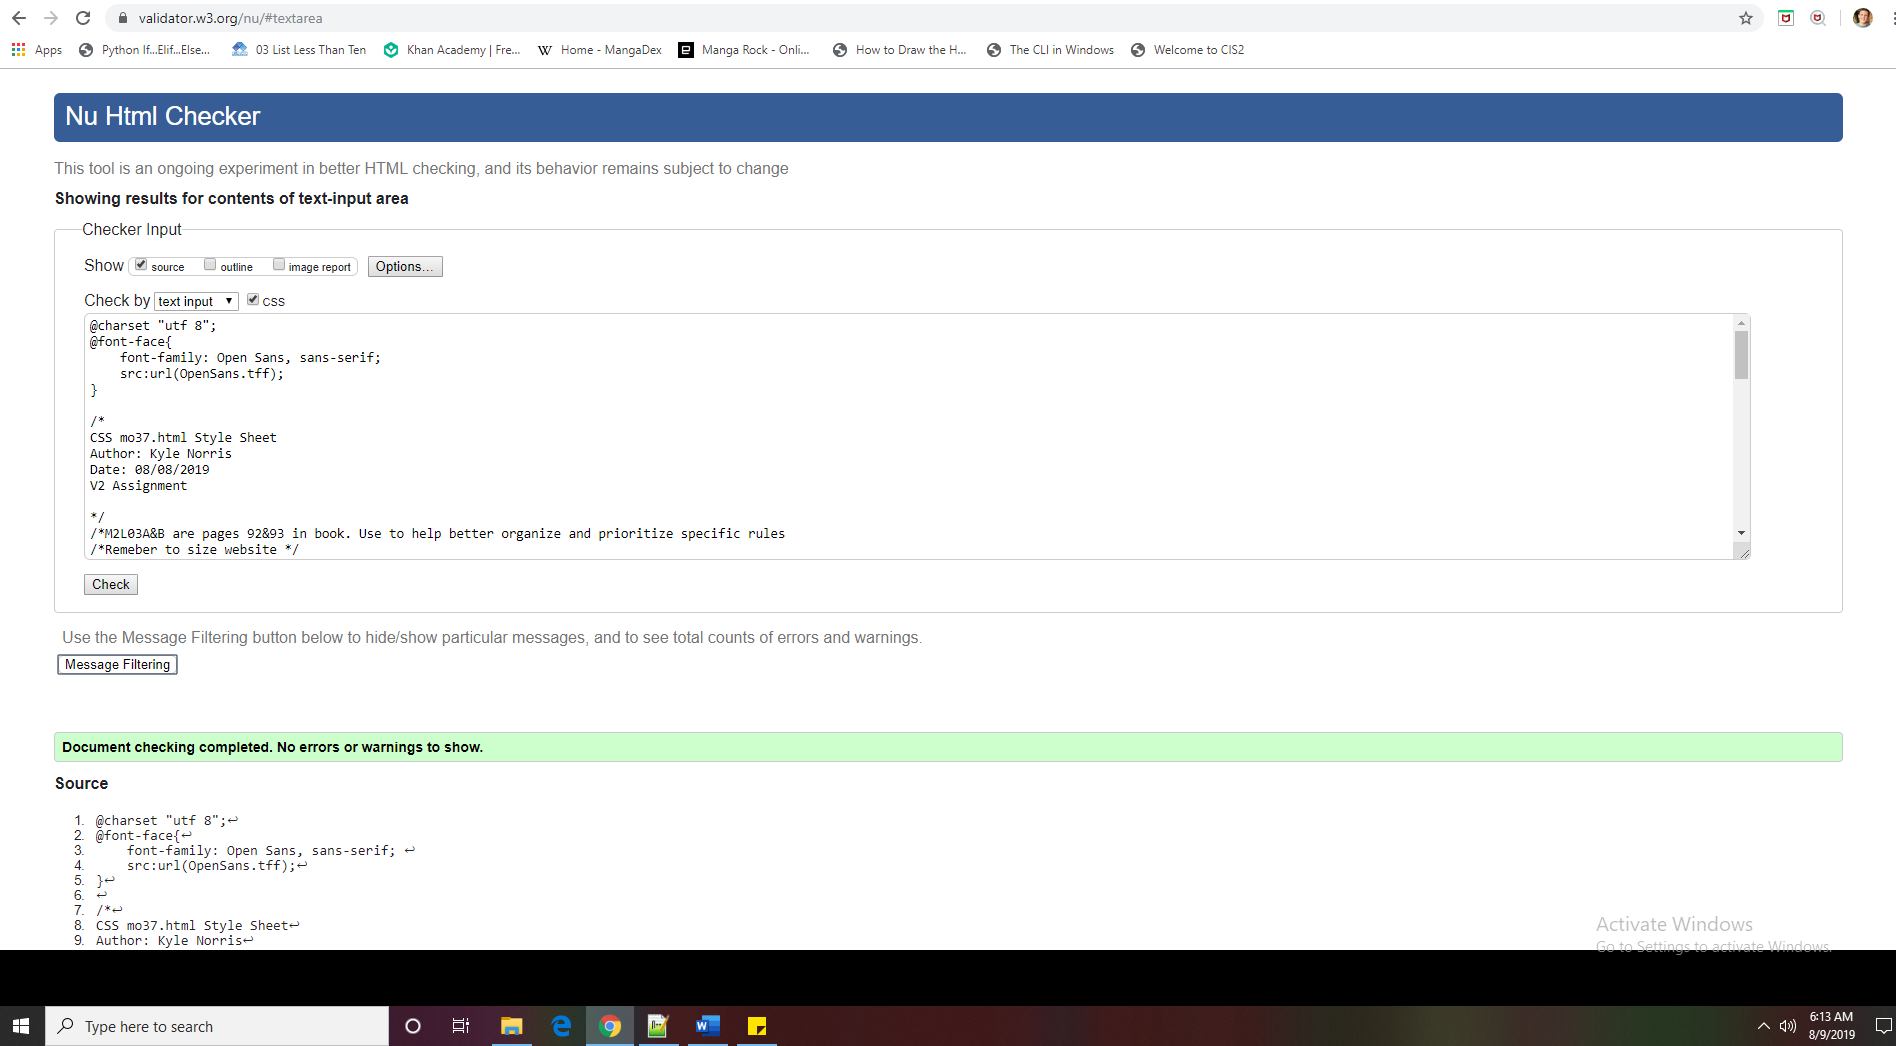 validator.w3.org/nu/#textarea
Apps Python If...Elif...Else... 03 List Less Than Ten Khan Academy | Fre... Home - MangaDex Manga Rock - Onli... How to Draw the H... The CLI in Windows Welcome to CIS2
Nu Html Checker
This tool is an ongoing experiment in better HTML checking, and its behavior remains subject to change
Showing results for contents of text-input area
Checker Input
Show source outline image report Options...
Check by text input css
@charset "utf 8";
@font-face{
font-family: Open Sans, sans-serif;
src:url(OpenSans.tff);
}
/*
CSS mo37.html Style Sheet
Author: Kyle Norris
Date: 08/08/2019
V2 Assignment
*/
/*M2L03A&B are pages 92&93 in book. Use to help better organize and prioritize specific rules
/*Remeber to size website */
Check
Use the Message Filtering button below to hide/show particular messages, and to see total counts of errors and warnings.
Message Filtering
Document checking completed. No errors or warnings to show.
Source
1. @charset "utf 8";↩
2. @font-face{↩
3. font-family: Open Sans, sans-serif; ↩
4. src:url(OpenSans.tff);↩
5. }↩
6. ↩
7. /*↩
8. CSS mo37.html Style Sheet↩
9. Author: Kyle Norris↩
Activate Windows
Go to Settings to activate Windows.
Type here to search
6:13 AM
8/9/2019